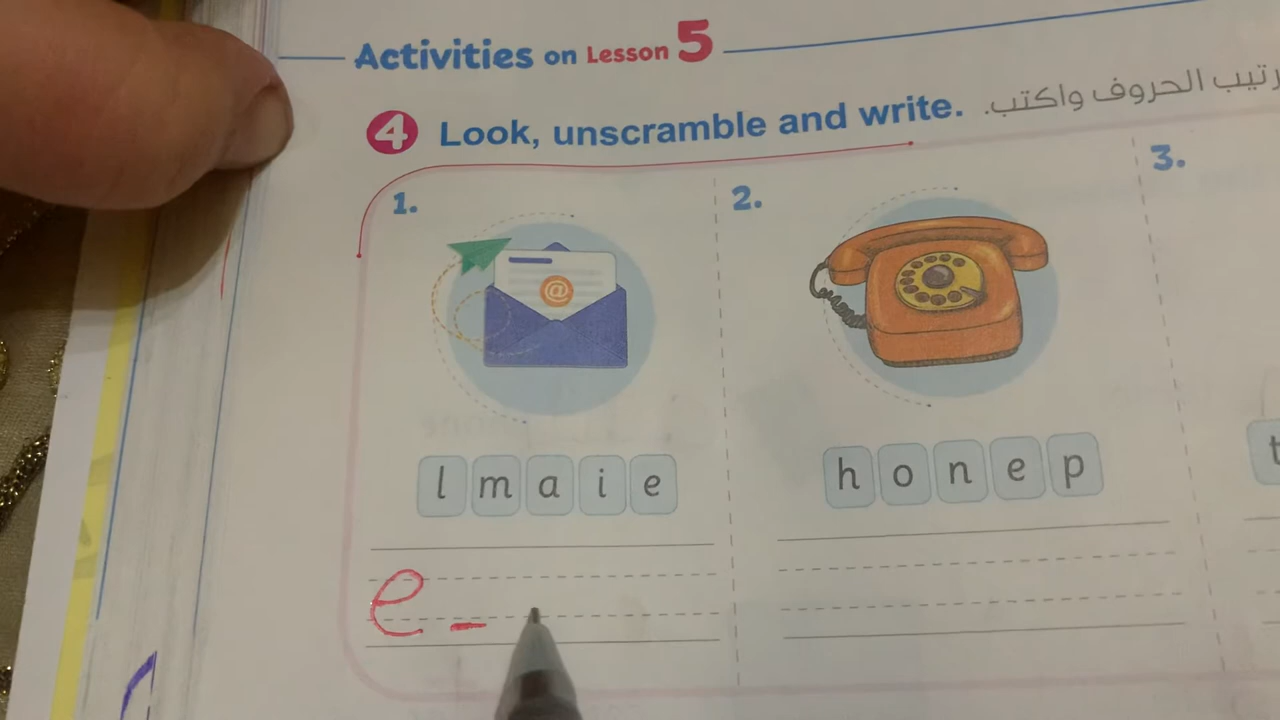 Activities on Lesson 5
4 Look, unscramble and write. رتيب الحروف واكتب.
1.
2.
3.
@
l m a i e
h o n e p
t
e -